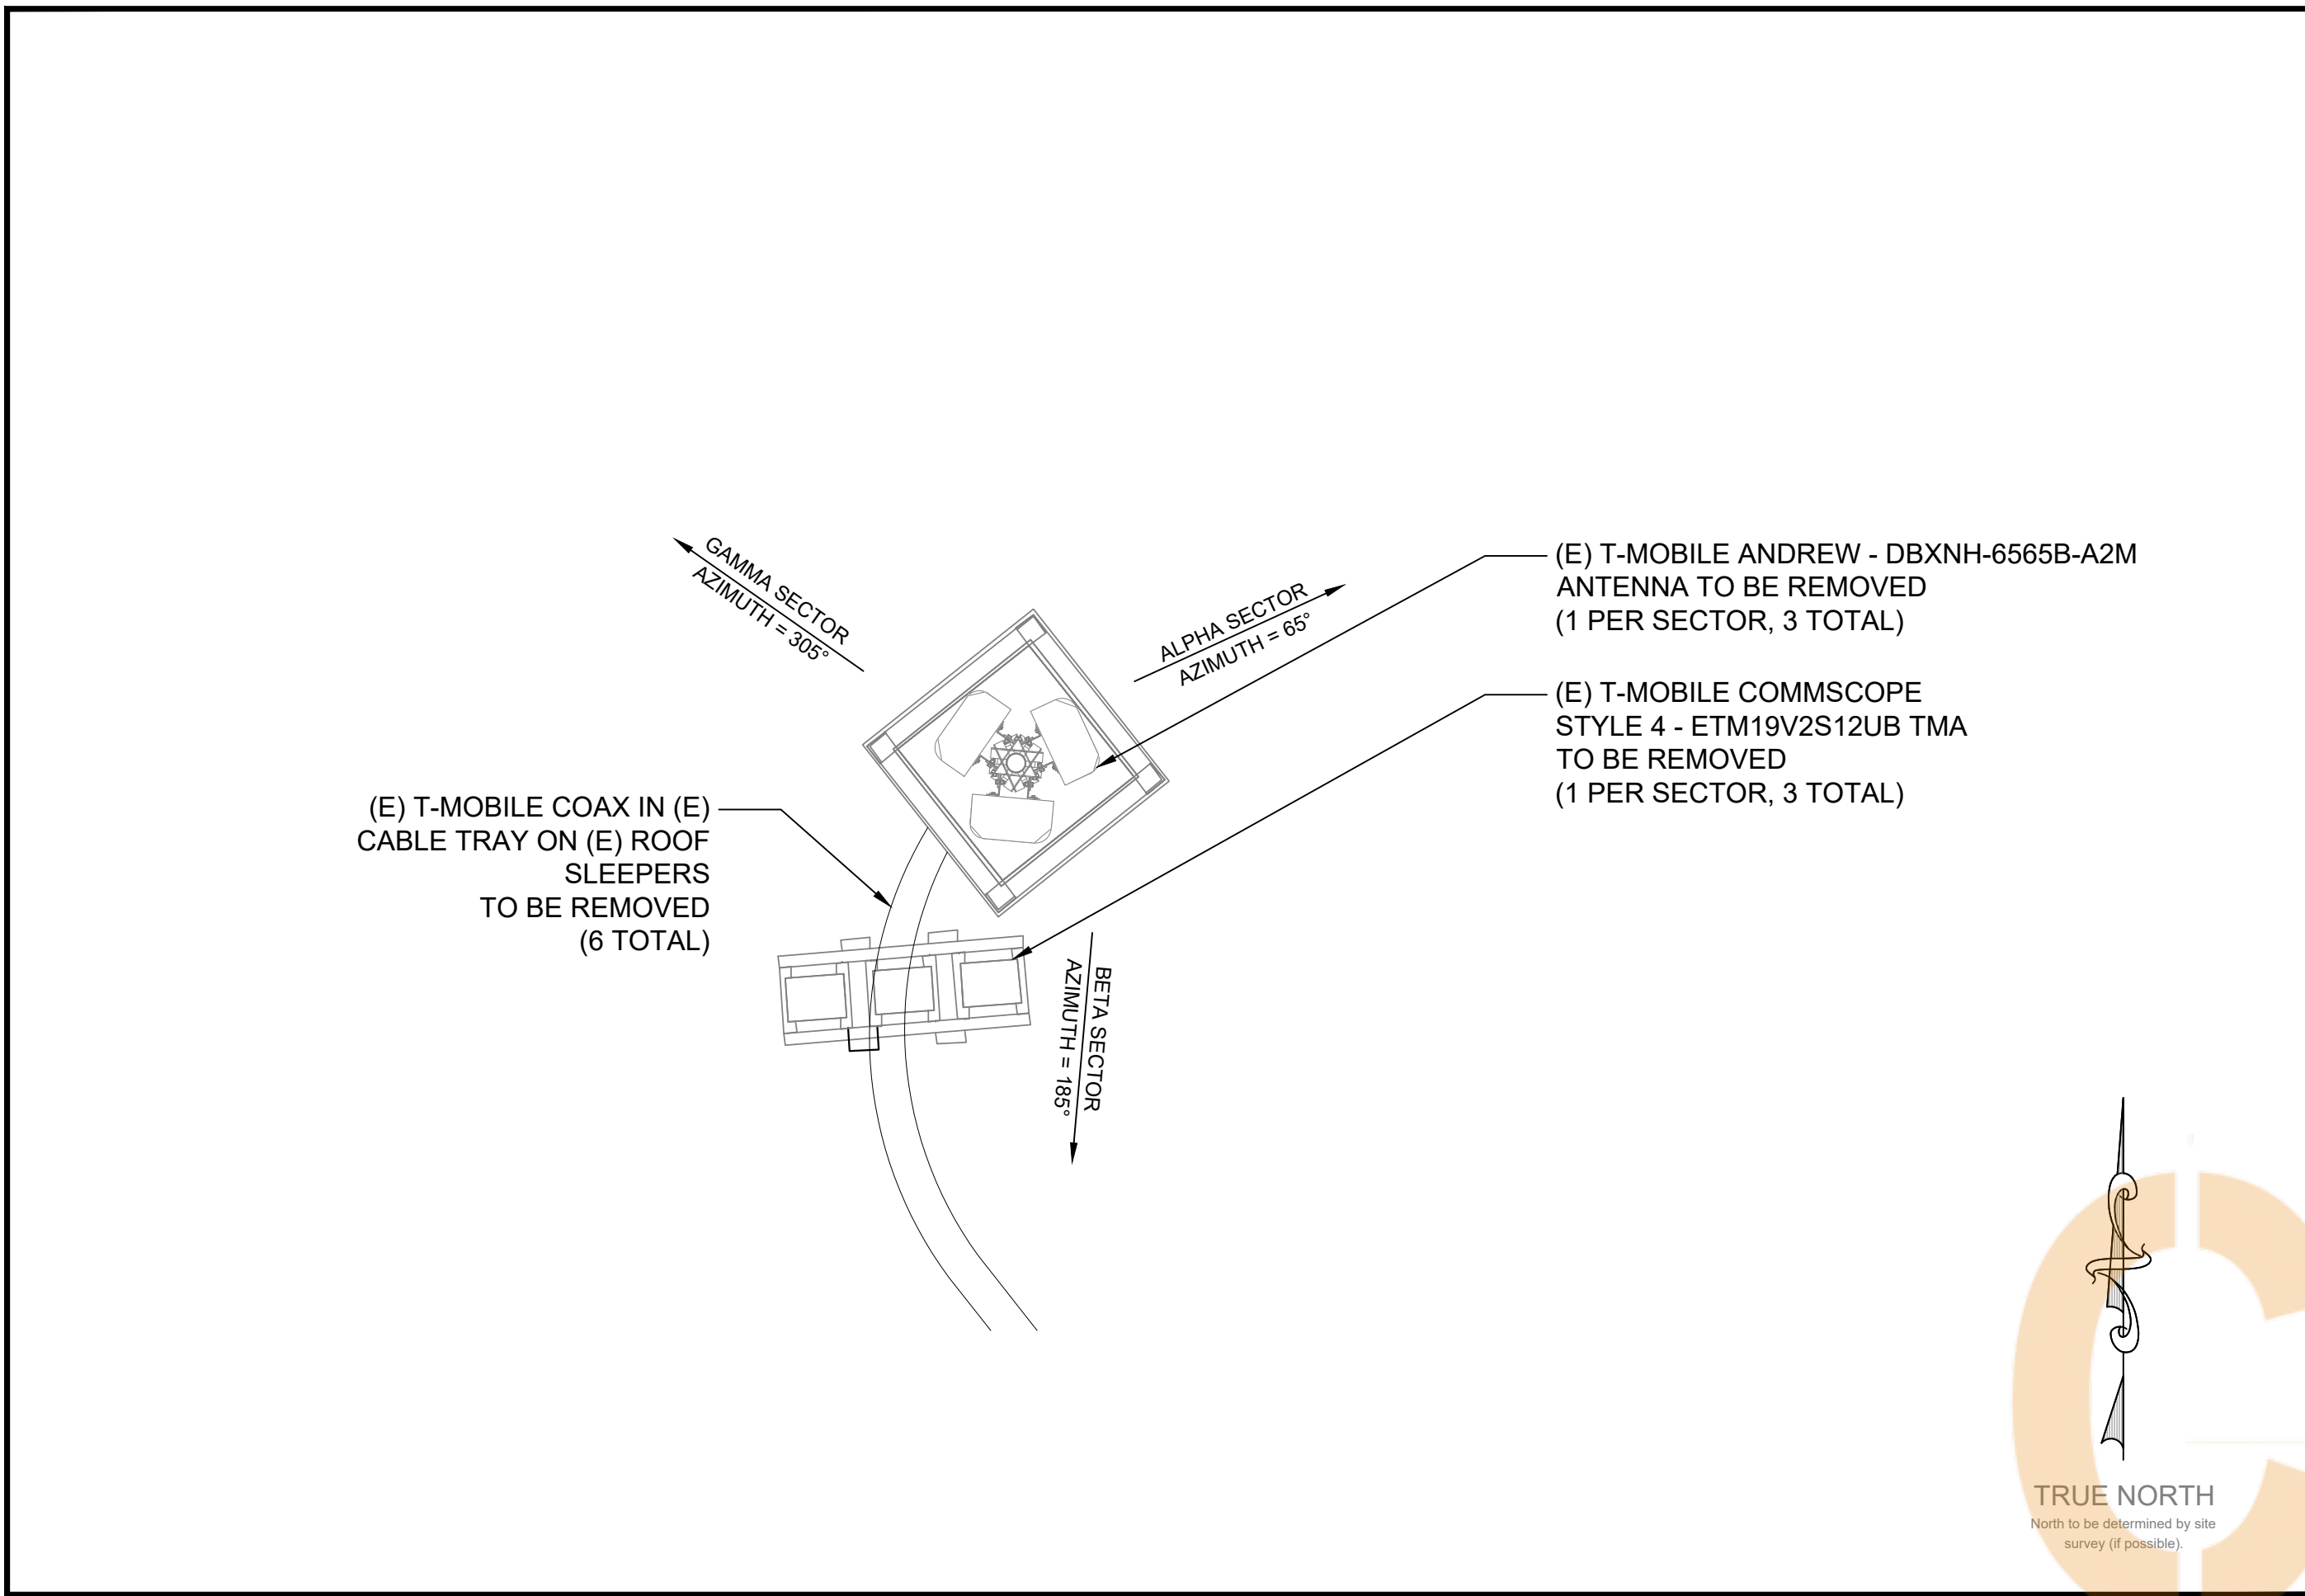 GAMMA SECTOR
AZIMUTH = 305°
ALPHA SECTOR
AZIMUTH = 65°
(E) T-MOBILE ANDREW - DBXNH-6565B-A2M
ANTENNA TO BE REMOVED
(1 PER SECTOR, 3 TOTAL)
(E) T-MOBILE COMMSCOPE
STYLE 4 - ETM19V2S12UB TMA
TO BE REMOVED
(1 PER SECTOR, 3 TOTAL)
(E) T-MOBILE COAX IN (E)
CABLE TRAY ON (E) ROOF
SLEEPERS
TO BE REMOVED
(6 TOTAL)
BETA SECTOR
AZIMUTH = 185°
TRUE NORTH
North to be determined by site
survey (if possible).